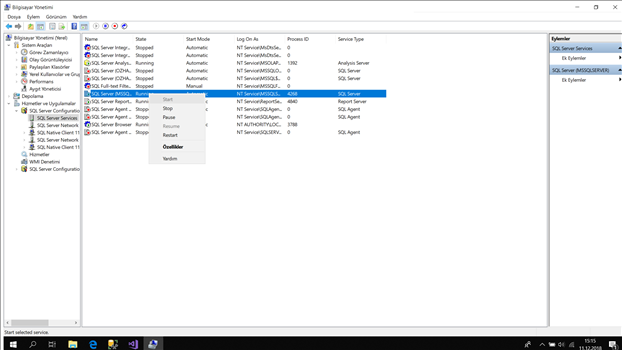 Bilgisayar Yönetimi
Dosya Eylem Görünüm Yardım
Bilgisayar Yönetimi (Yerel)
Sistem Araçları
Görev Zamanlayıcı
Olay Görüntüleyicisi
Paylaşılan Klasörler
Yerel Kullanıcılar ve Gru
Performans
Aygıt Yöneticisi
Depolama
Hizmetler ve Uygulamalar
SQL Server Configuratio
SQL Server Services
SQL Server Network
SQL Native Client 11
SQL Server Network
SQL Native Client 11
Hizmetler
WMI Denetimi
SQL Server Configuratio
Name State Start Mode Log On As Process ID Service Type
SQL Server Integr... Stopped Automatic NT Service\MsDtsSe... 0
SQL Server Integr... Stopped Automatic NT Service\MsDtsSe... 0
SQL Server Analys... Running Automatic NT Service\MSOLAP... 1392 Analysis Server
SQL Server (OZHA... Stopped Automatic NT Service\MSSQLO... 0 SQL Server
SQL Server (OZHA... Stopped Automatic NT Service\MSSQL... 0 SQL Server
SQL Full-text Filte... Stopped Manual NT Service\MSSQLF... 0
SQL Server (MSSQ... Running NT Service\MSSQLS... 4268 SQL Server
SQL Server Report... Runni NT Service\ReportSe... 4840 Report Server
SQL Server Agent ... Stopp NT Service\SQLAgen... 0 SQL Agent
SQL Server Agent ... Stopp NT Service\SQLAgen... 0 SQL Agent
SQL Server Browser Runni NT AUTHORITY\LOC... 3788
SQL Server Agent ... Stopp NT Service\SQLSERV... 0 SQL Agent
Start
Stop
Pause
Resume
Restart
Özellikler
Yardım
Eylemler
SQL Server Services
Ek Eylemler
SQL Server (MSSQLSERVER)
Ek Eylemler
Start selected service.
15:15
11.12.2018